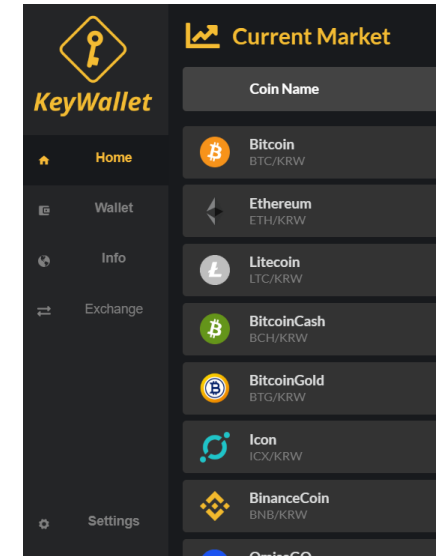 KeyWallet
Home
Wallet
Info
Exchange
Settings
Current Market
Coin Name
Bitcoin
BTC/KRW
Ethereum
ETH/KRW
Litecoin
LTC/KRW
BitcoinCash
BCH/KRW
BitcoinGold
BTG/KRW
Icon
ICX/KRW
BinanceCoin
BNB/KRW